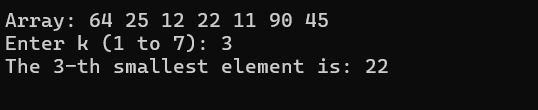 Array: 64 25 12 22 11 90 45
Enter k (1 to 7): 3
The 3-th smallest element is: 22